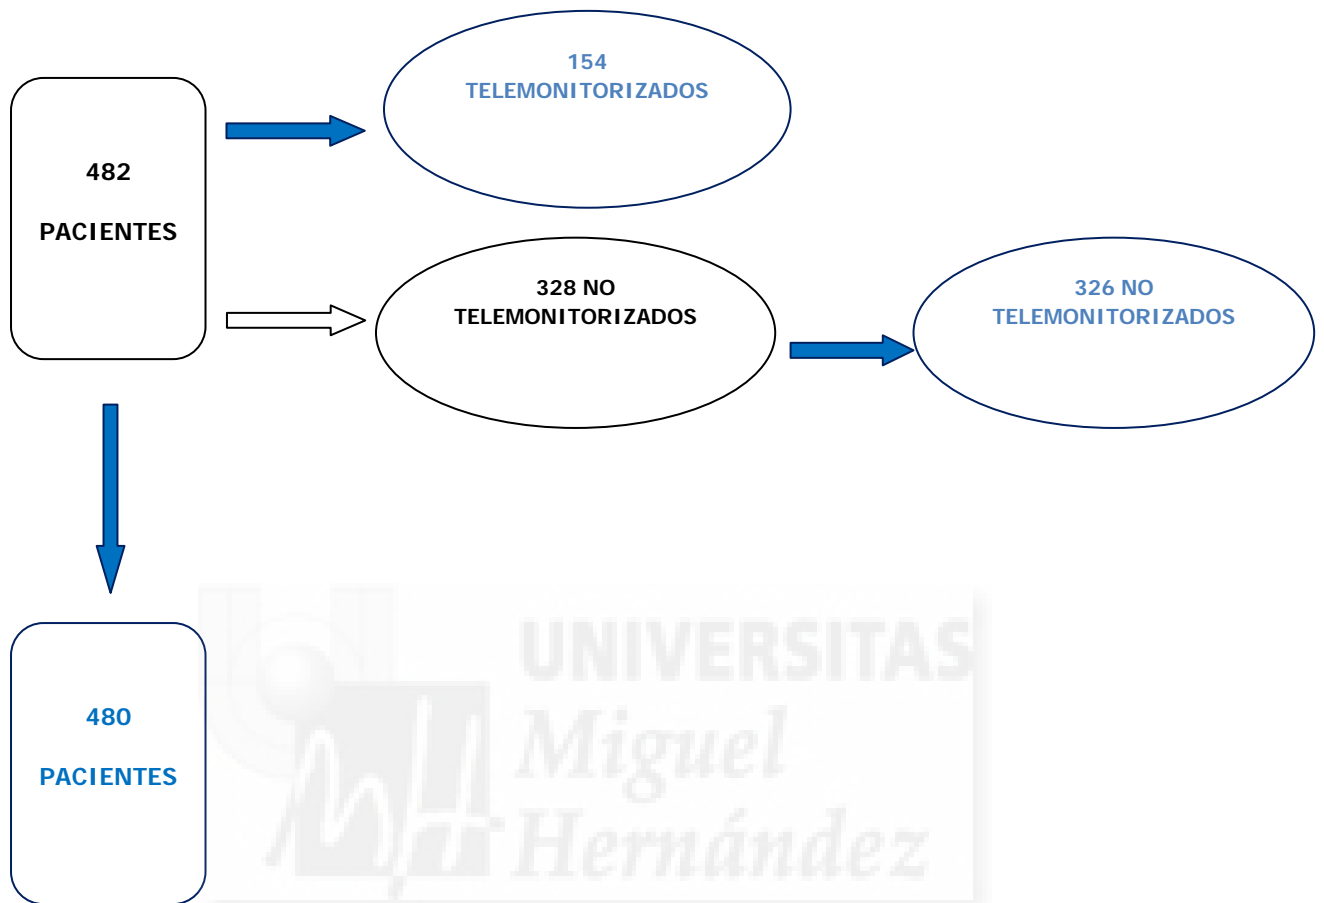 154
TELEMONITORIZADOS
482
PACIENTES
328 NO
TELEMONITORIZADOS
326 NO
TELEMONITORIZADOS
480
PACIENTES
UNIVERSITAS
Miguel
Hernández